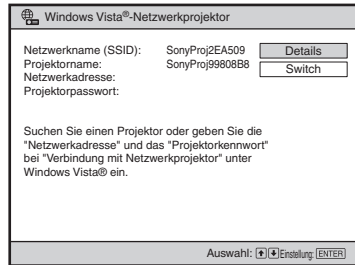 Windows Vista®-Netzwerkprojektor
Netzwerkname (SSID): SonyProj2EA509 Details
Projektorname: SonyProj99808B8 Switch
Netzwerkadresse:
Projektorpasswort:
Suchen Sie einen Projektor oder geben Sie die
"Netzwerkadresse" und das "Projektorkennwort"
bei "Verbindung mit Netzwerkprojektor" unter
Windows Vista® ein.
Auswahl: Einstellung: ENTER